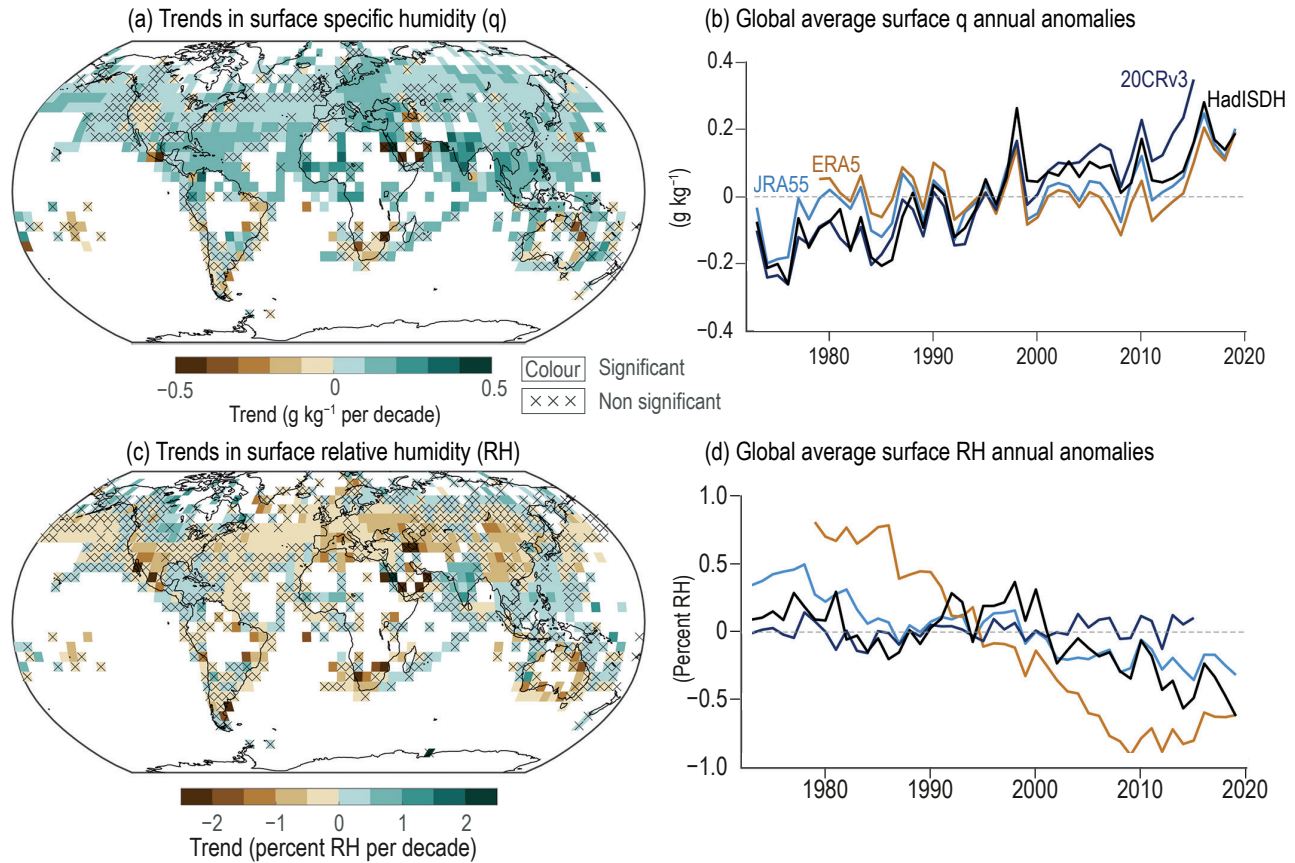 (a) Trends in surface specific humidity (q)
−0.5
0
0.5
Trend (g kg⁻¹ per decade)
Colour Significant
××× Non significant
(b) Global average surface q annual anomalies
(g kg⁻¹)
0.4
0.2
0
−0.2
−0.4
JRA55
ERA5
20CRv3
HadISDH
1980 1990 2000 2010 2020
(c) Trends in surface relative humidity (RH)
−2 −1 0 1 2
Trend (percent RH per decade)
(d) Global average surface RH annual anomalies
(Percent RH)
1.0
0.5
0
−0.5
−1.0
1980 1990 2000 2010 2020